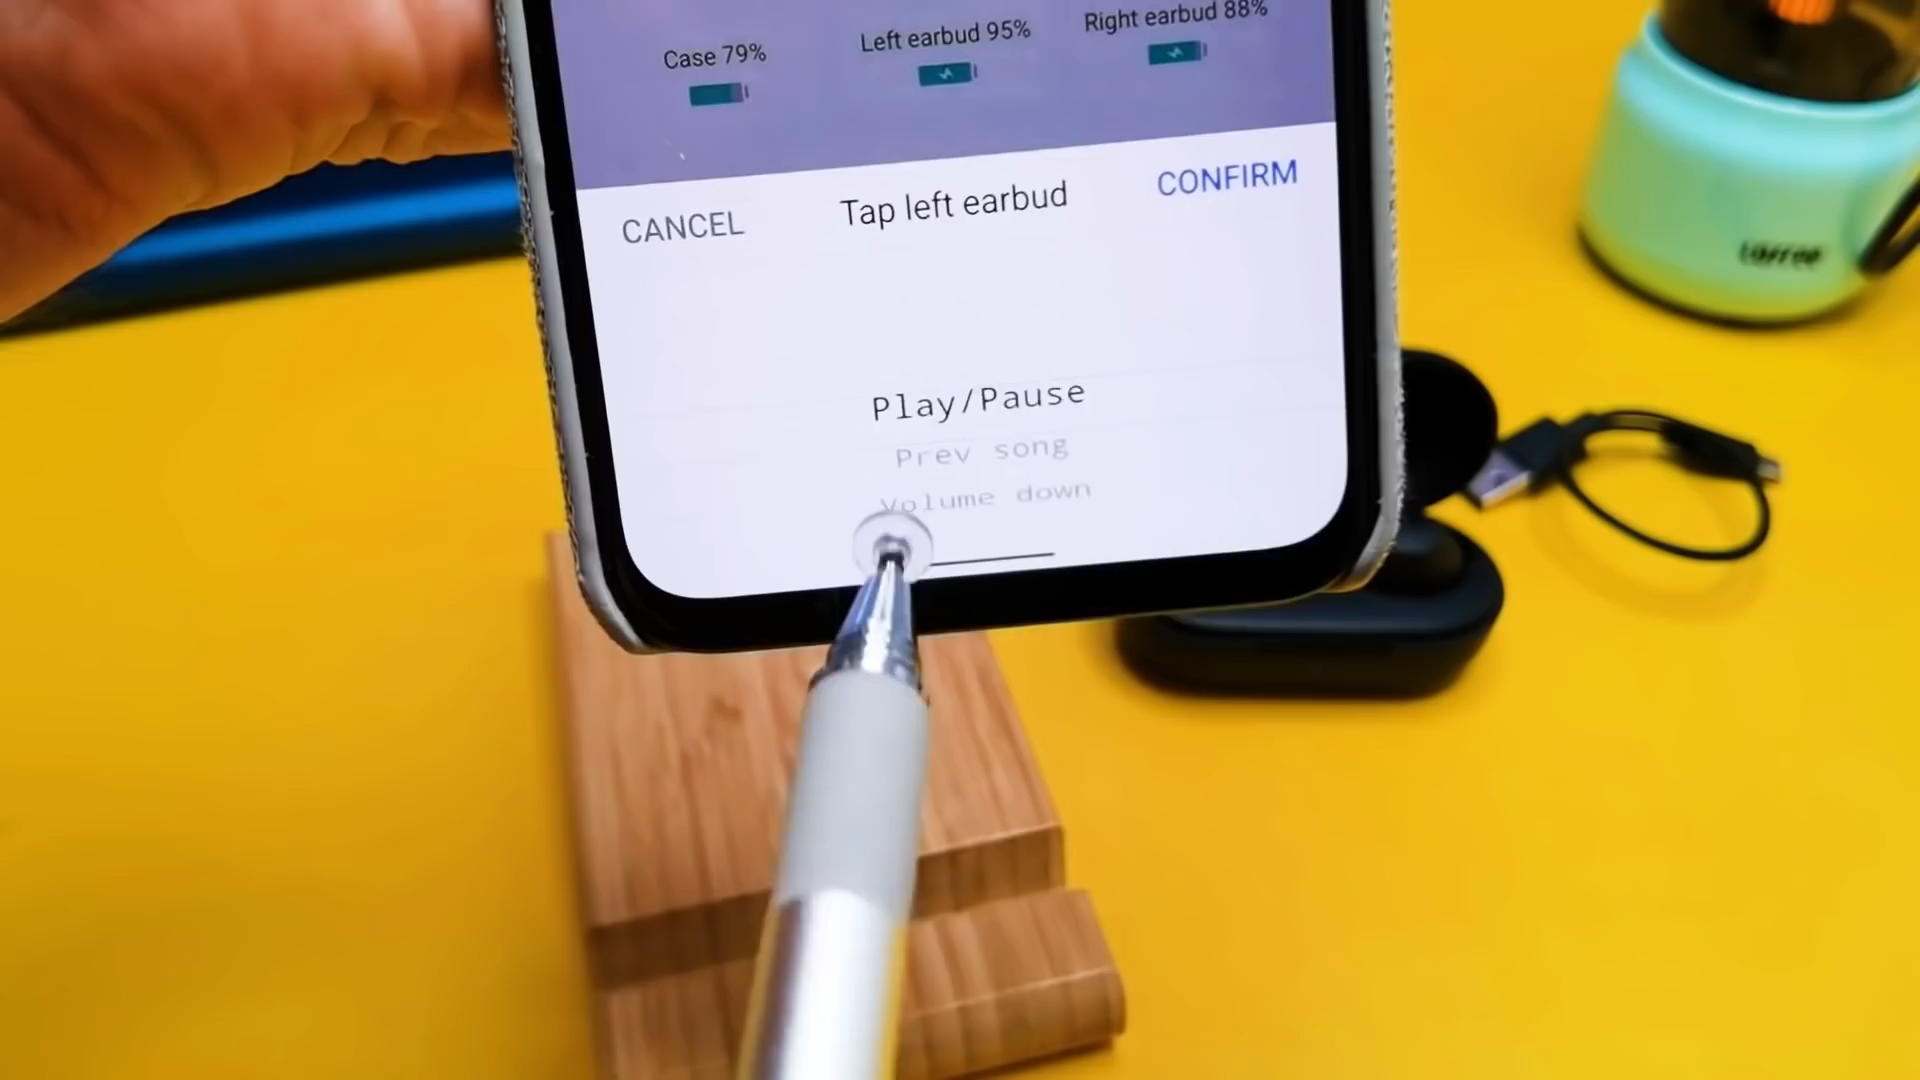 Case 79%
Left earbud 95%
Right earbud 88%
CANCEL
Tap left earbud
CONFIRM
Play/Pause
Prev song
Volume down